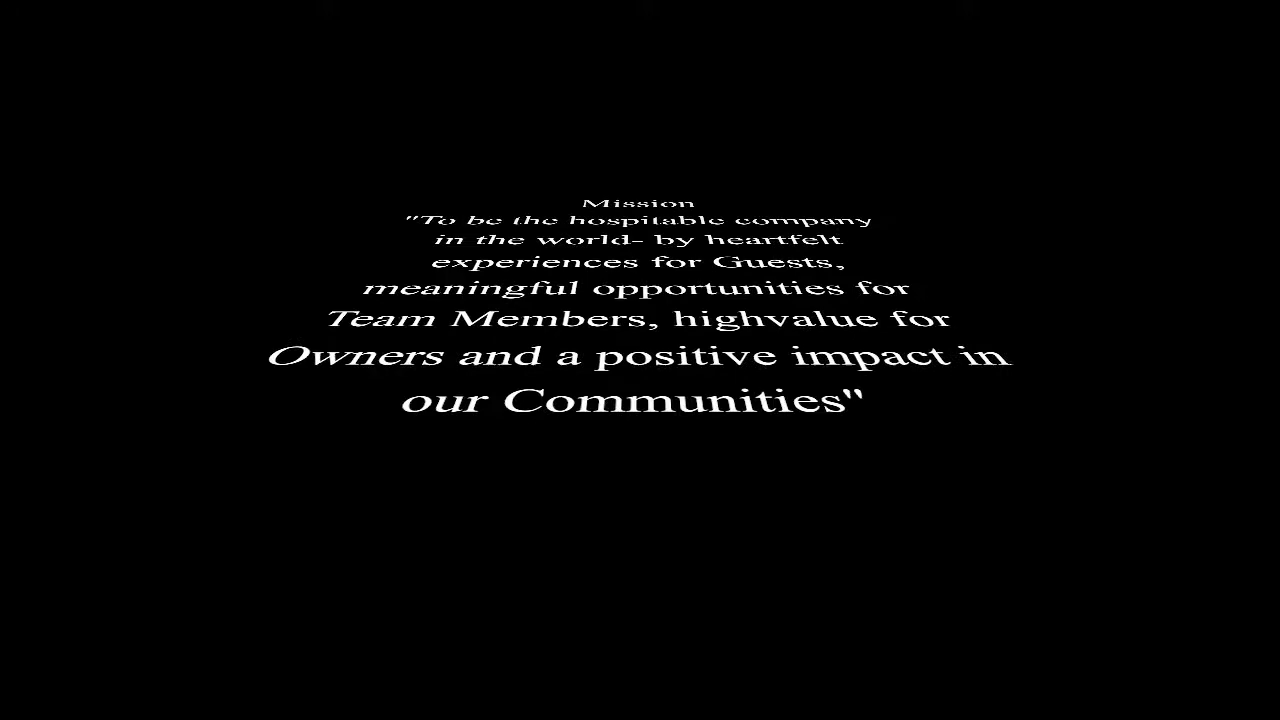 Mission
"To be the hospitable company
in the world- by heartfelt
experiences for Guests,
meaningful opportunities for
Team Members, highvalue for
Owners and a positive impact in
our Communities"